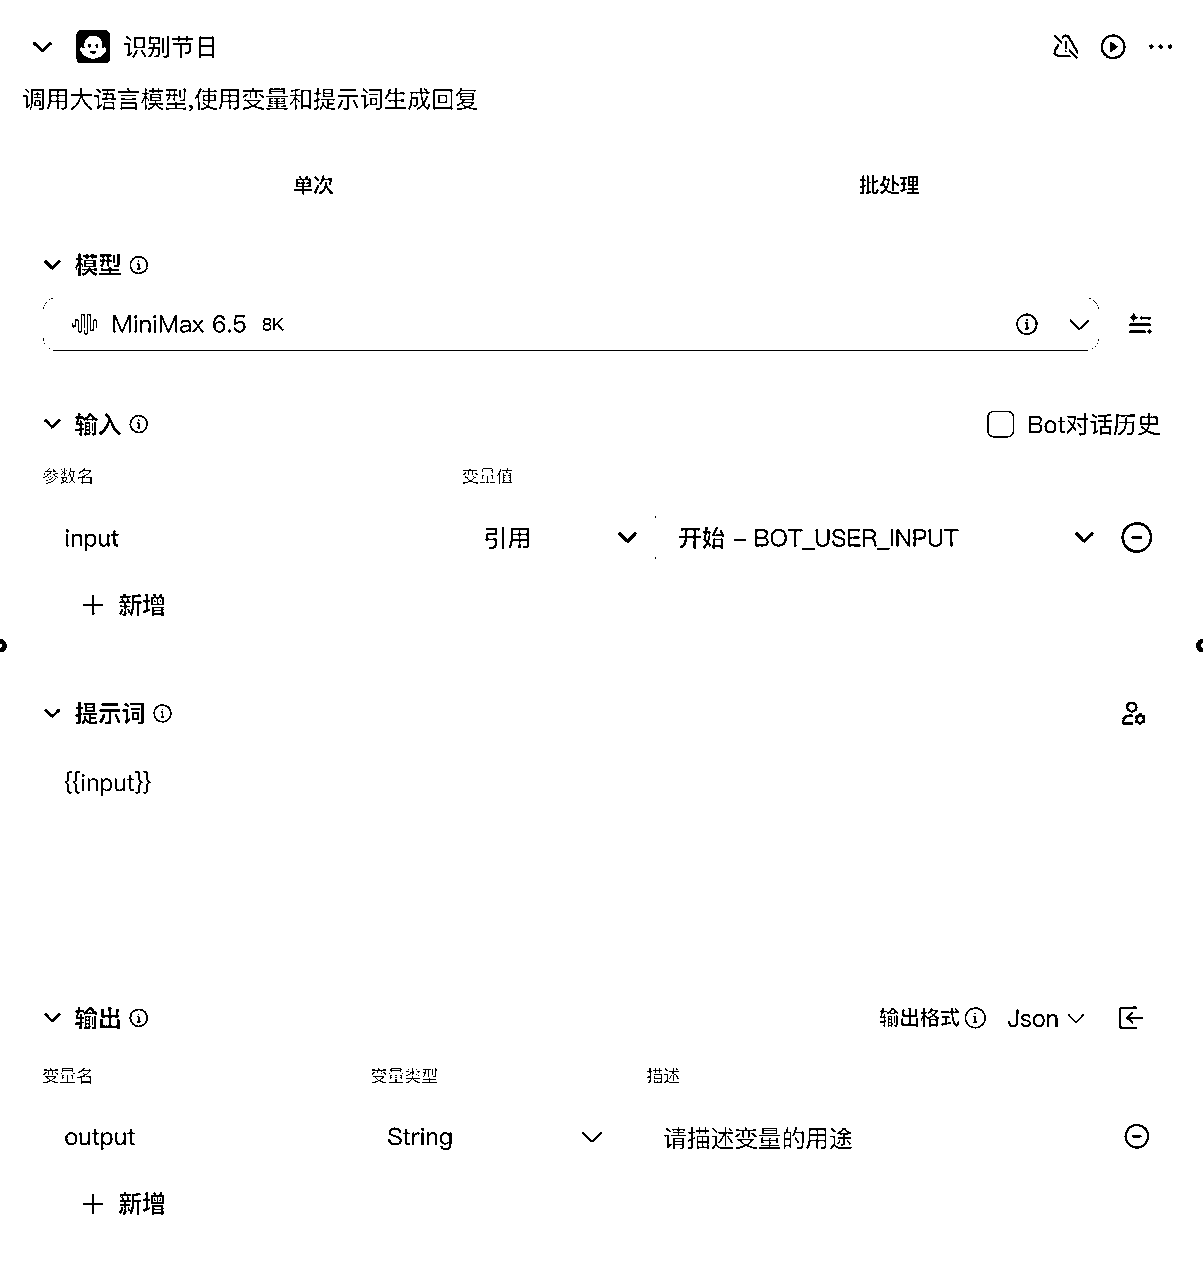 识别节日
调用大语言模型,使用变量和提示词生成回复
单次 批处理
模型
MiniMax 6.5 8K
输入 Bot对话历史
参数名 变量值
input 引用 开始 – BOT_USER_INPUT
+ 新增
提示词
{{input}}
输出 输出格式 Json
变量名 变量类型 描述
output String 请描述变量的用途
+ 新增